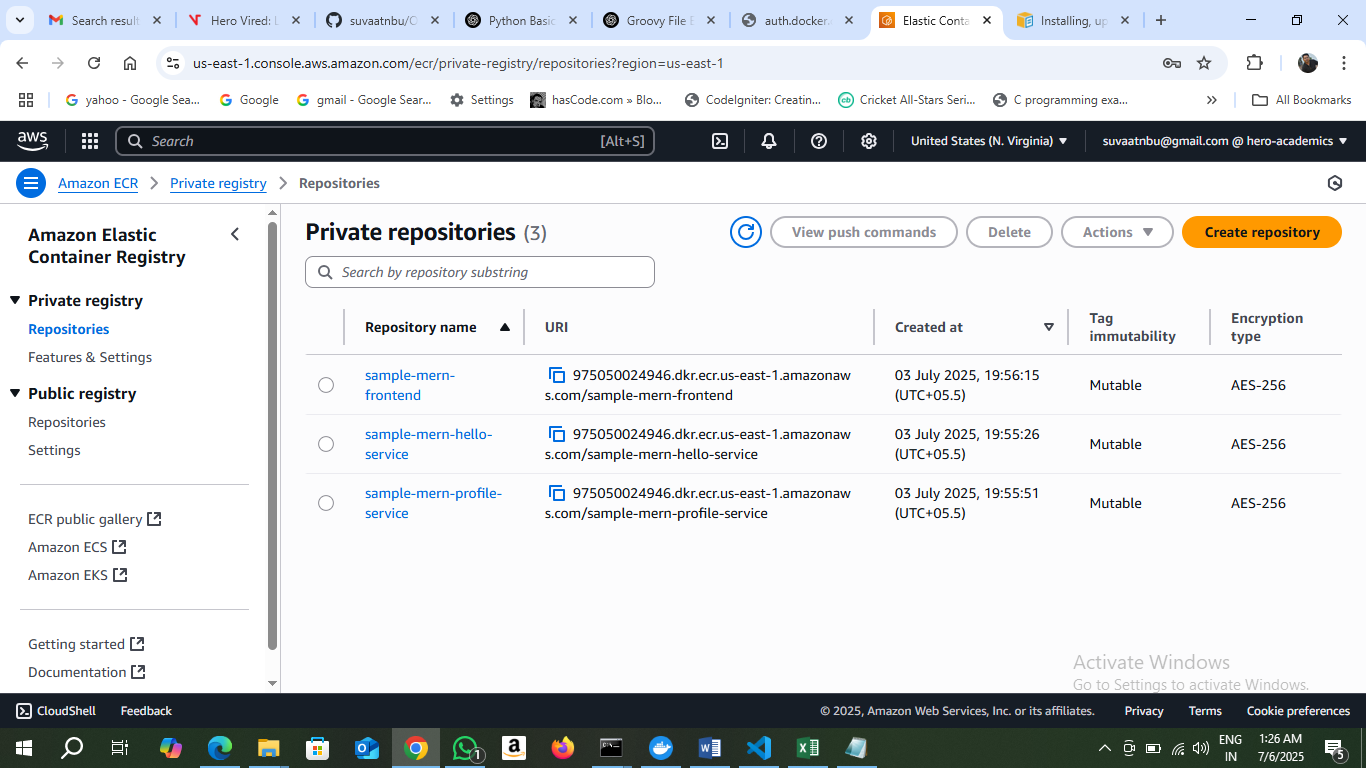 Search result
Hero Vired: L
suvaatnbu/C
Python Basic
Groovy File E
auth.docker.
Elastic Conta
Installing, up
us-east-1.console.aws.amazon.com/ecr/private-registry/repositories?region=us-east-1
yahoo - Google Sea...
Google
gmail - Google Sear...
Settings
hasCode.com » Blo...
CodeIgniter: Creatin...
Cricket All-Stars Seri...
C programming exa...
All Bookmarks
aws
Search
[Alt+S]
United States (N. Virginia)
suvaatnbu@gmail.com @ hero-academics
Amazon ECR
Private registry
Repositories
Amazon Elastic
Container Registry
Private registry
Repositories
Features & Settings
Public registry
Repositories
Settings
ECR public gallery
Amazon ECS
Amazon EKS
Getting started
Documentation
Private repositories (3)
View push commands
Delete
Actions
Create repository
Search by repository substring
Repository name
URI
Created at
Tag
immutability
Encryption
type
sample-mern-
frontend
975050024946.dkr.ecr.us-east-1.amazonaw
s.com/sample-mern-frontend
03 July 2025, 19:56:15
(UTC+05.5)
Mutable
AES-256
sample-mern-hello-
service
975050024946.dkr.ecr.us-east-1.amazonaw
s.com/sample-mern-hello-service
03 July 2025, 19:55:26
(UTC+05.5)
Mutable
AES-256
sample-mern-profile-
service
975050024946.dkr.ecr.us-east-1.amazonaw
s.com/sample-mern-profile-service
03 July 2025, 19:55:51
(UTC+05.5)
Mutable
AES-256
Activate Windows
Go to Settings to activate Windows.
CloudShell
Feedback
© 2025, Amazon Web Services, Inc. or its affiliates.
Privacy
Terms
Cookie preferences
1
ENG
IN
1:26 AM
7/6/2025
5